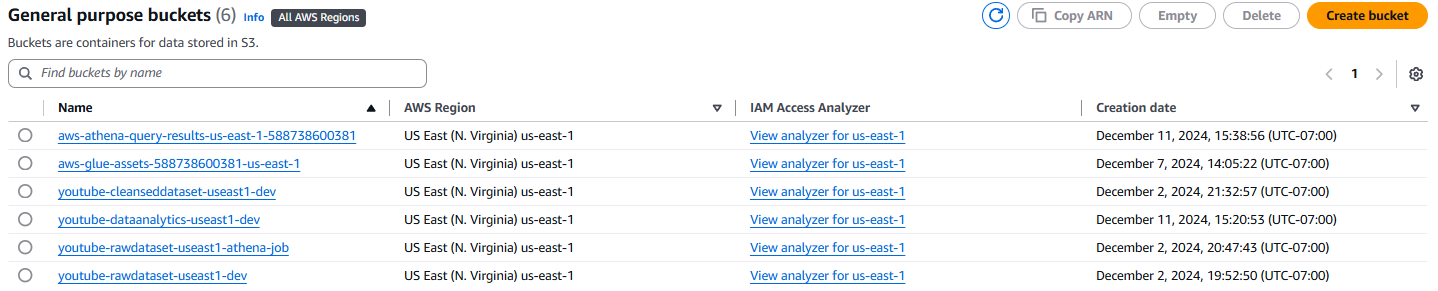 General purpose buckets (6) Info All AWS Regions Copy ARN Empty Delete Create bucket
Buckets are containers for data stored in S3.
Find buckets by name 1
Name AWS Region IAM Access Analyzer Creation date
aws-athena-query-results-us-east-1-588738600381 US East (N. Virginia) us-east-1 View analyzer for us-east-1 December 11, 2024, 15:38:56 (UTC-07:00)
aws-glue-assets-588738600381-us-east-1 US East (N. Virginia) us-east-1 View analyzer for us-east-1 December 7, 2024, 14:05:22 (UTC-07:00)
youtube-cleanseddataset-useast1-dev US East (N. Virginia) us-east-1 View analyzer for us-east-1 December 2, 2024, 21:32:57 (UTC-07:00)
youtube-dataanalytics-useast1-dev US East (N. Virginia) us-east-1 View analyzer for us-east-1 December 11, 2024, 15:20:53 (UTC-07:00)
youtube-rawdataset-useast1-athena-job US East (N. Virginia) us-east-1 View analyzer for us-east-1 December 2, 2024, 20:47:43 (UTC-07:00)
youtube-rawdataset-useast1-dev US East (N. Virginia) us-east-1 View analyzer for us-east-1 December 2, 2024, 19:52:50 (UTC-07:00)